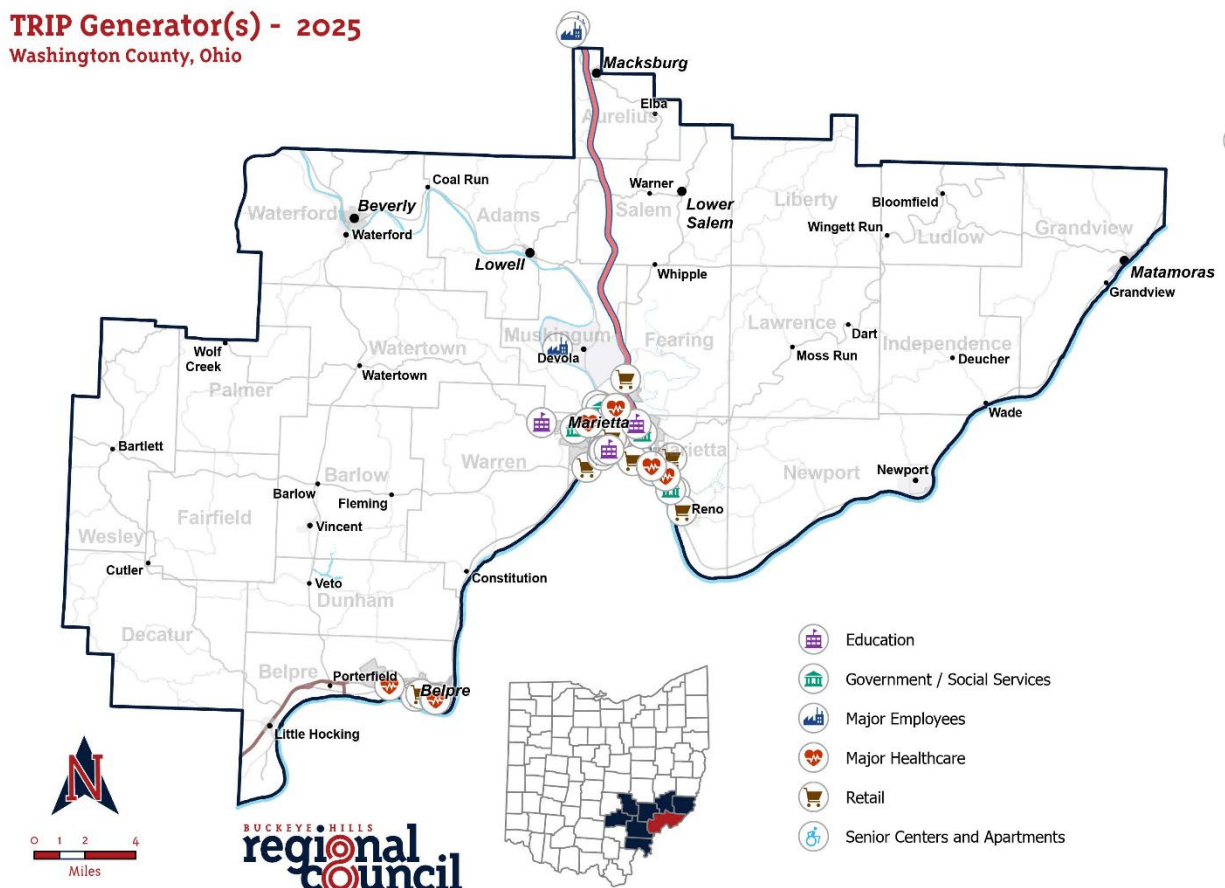 TRIP Generator(s) - 2025
Washington County, Ohio
Macksburg
Elba
Aurelius
Coal Run
Warner
Beverly
Waterford
Adams
Salem
Lower
Salem
Liberty
Bloomfield
Waterford
Wingett Run
Ludlow
Grandview
Lowell
Whipple
Matamoras
Grandview
Muskingum
Fearing
Lawrence
Dart
Independence
Wolf
Creek
Watertown
Devola
Moss Run
Deucher
Palmer
Watertown
Wade
Marietta
Bartlett
Warren
Marietta
Newport
Newport
Barlow
Barlow
Fleming
Reno
Fairfield
Vincent
Wesley
Cutler
Veto
Constitution
Dunham
Decatur
Belpre
Porterfield
Belpre
Little Hocking
Education
Government / Social Services
Major Employees
Major Healthcare
Retail
Senior Centers and Apartments
N
0 1 2 4
Miles
BUCKEYE HILLS
regional
council